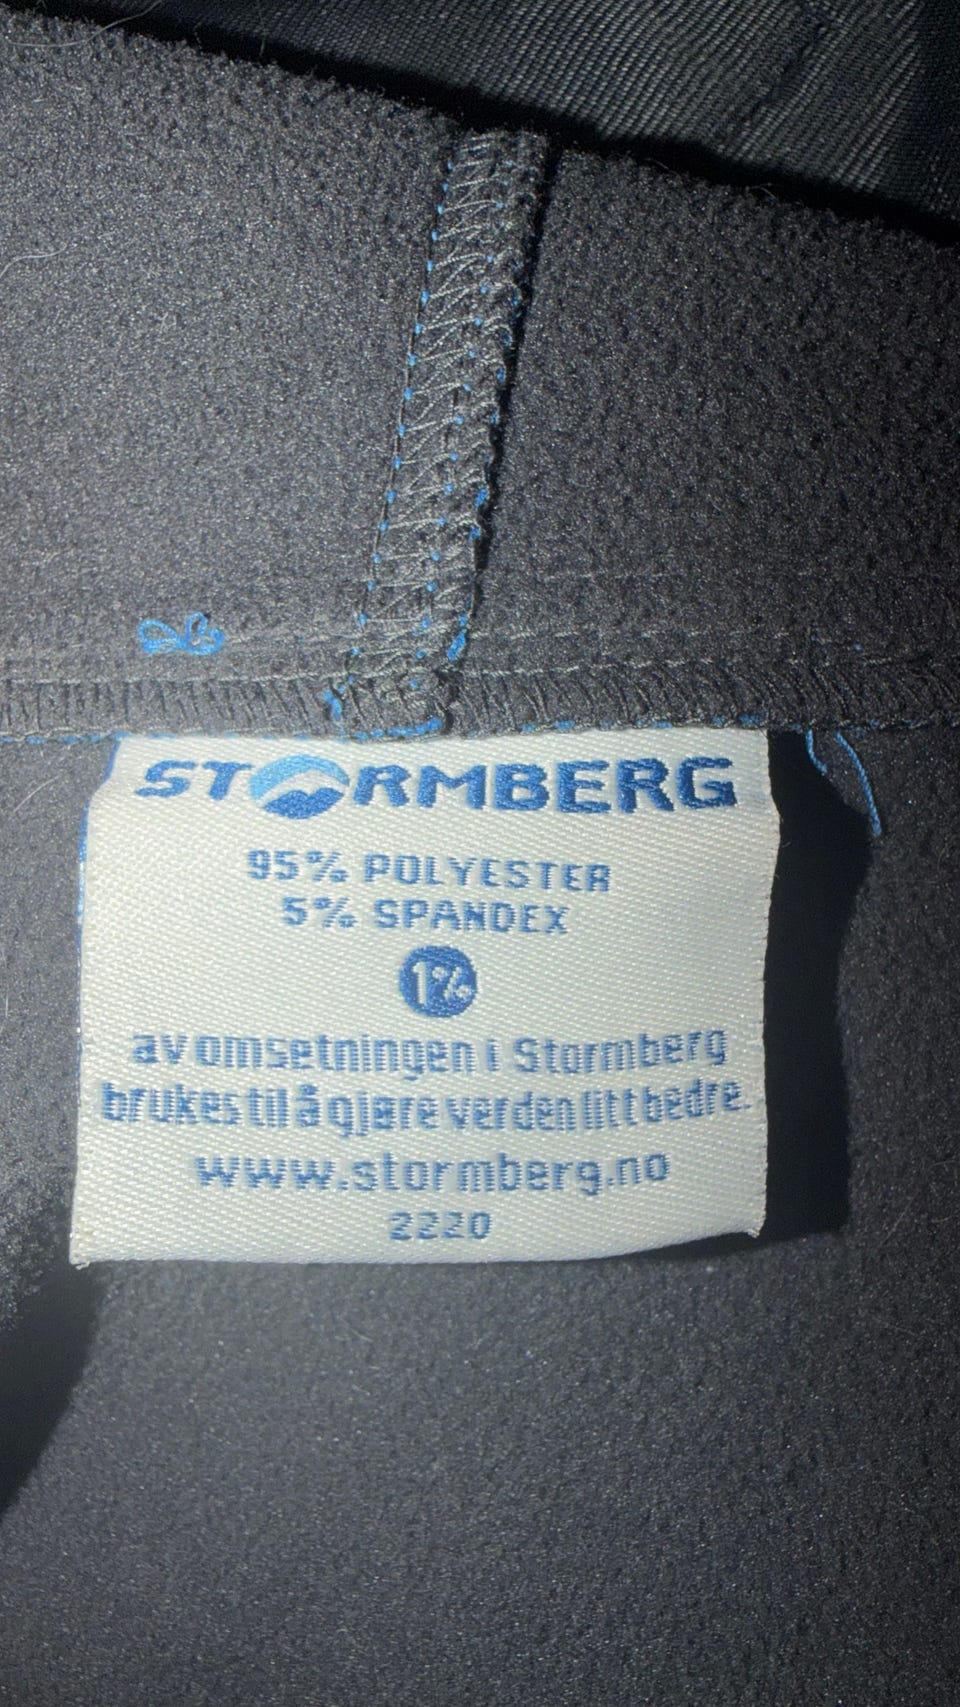 STORMBERG
95% POLYESTER
5% SPANDEX
1%
av omsetningen i Stormberg
brukes til å gjøre verden litt bedre.
www.stormberg.no
2220